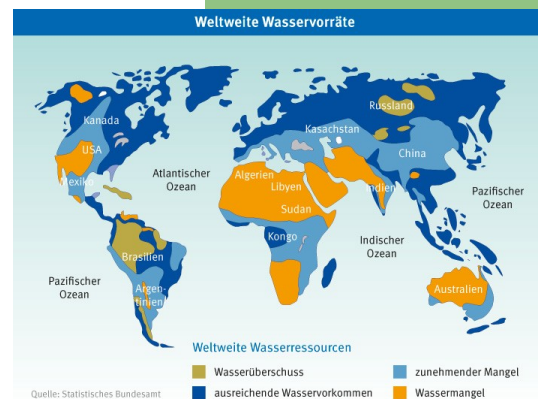 Weltweite Wasservorräte
Russland
Kanada
Kasachstan
USA
China
Atlantischer
Ozean
Algerien
Mexiko
Libyen
Indien
Pazifischer
Ozean
Sudan
Kongo
Indischer
Ozean
Brasilien
Pazifischer
Ozean
Argen-
tinien
Australien
Weltweite Wasserressourcen
Wasserüberschuss
zunehmender Mangel
Quelle: Statistisches Bundesamt
ausreichende Wasservorkommen
Wassermangel